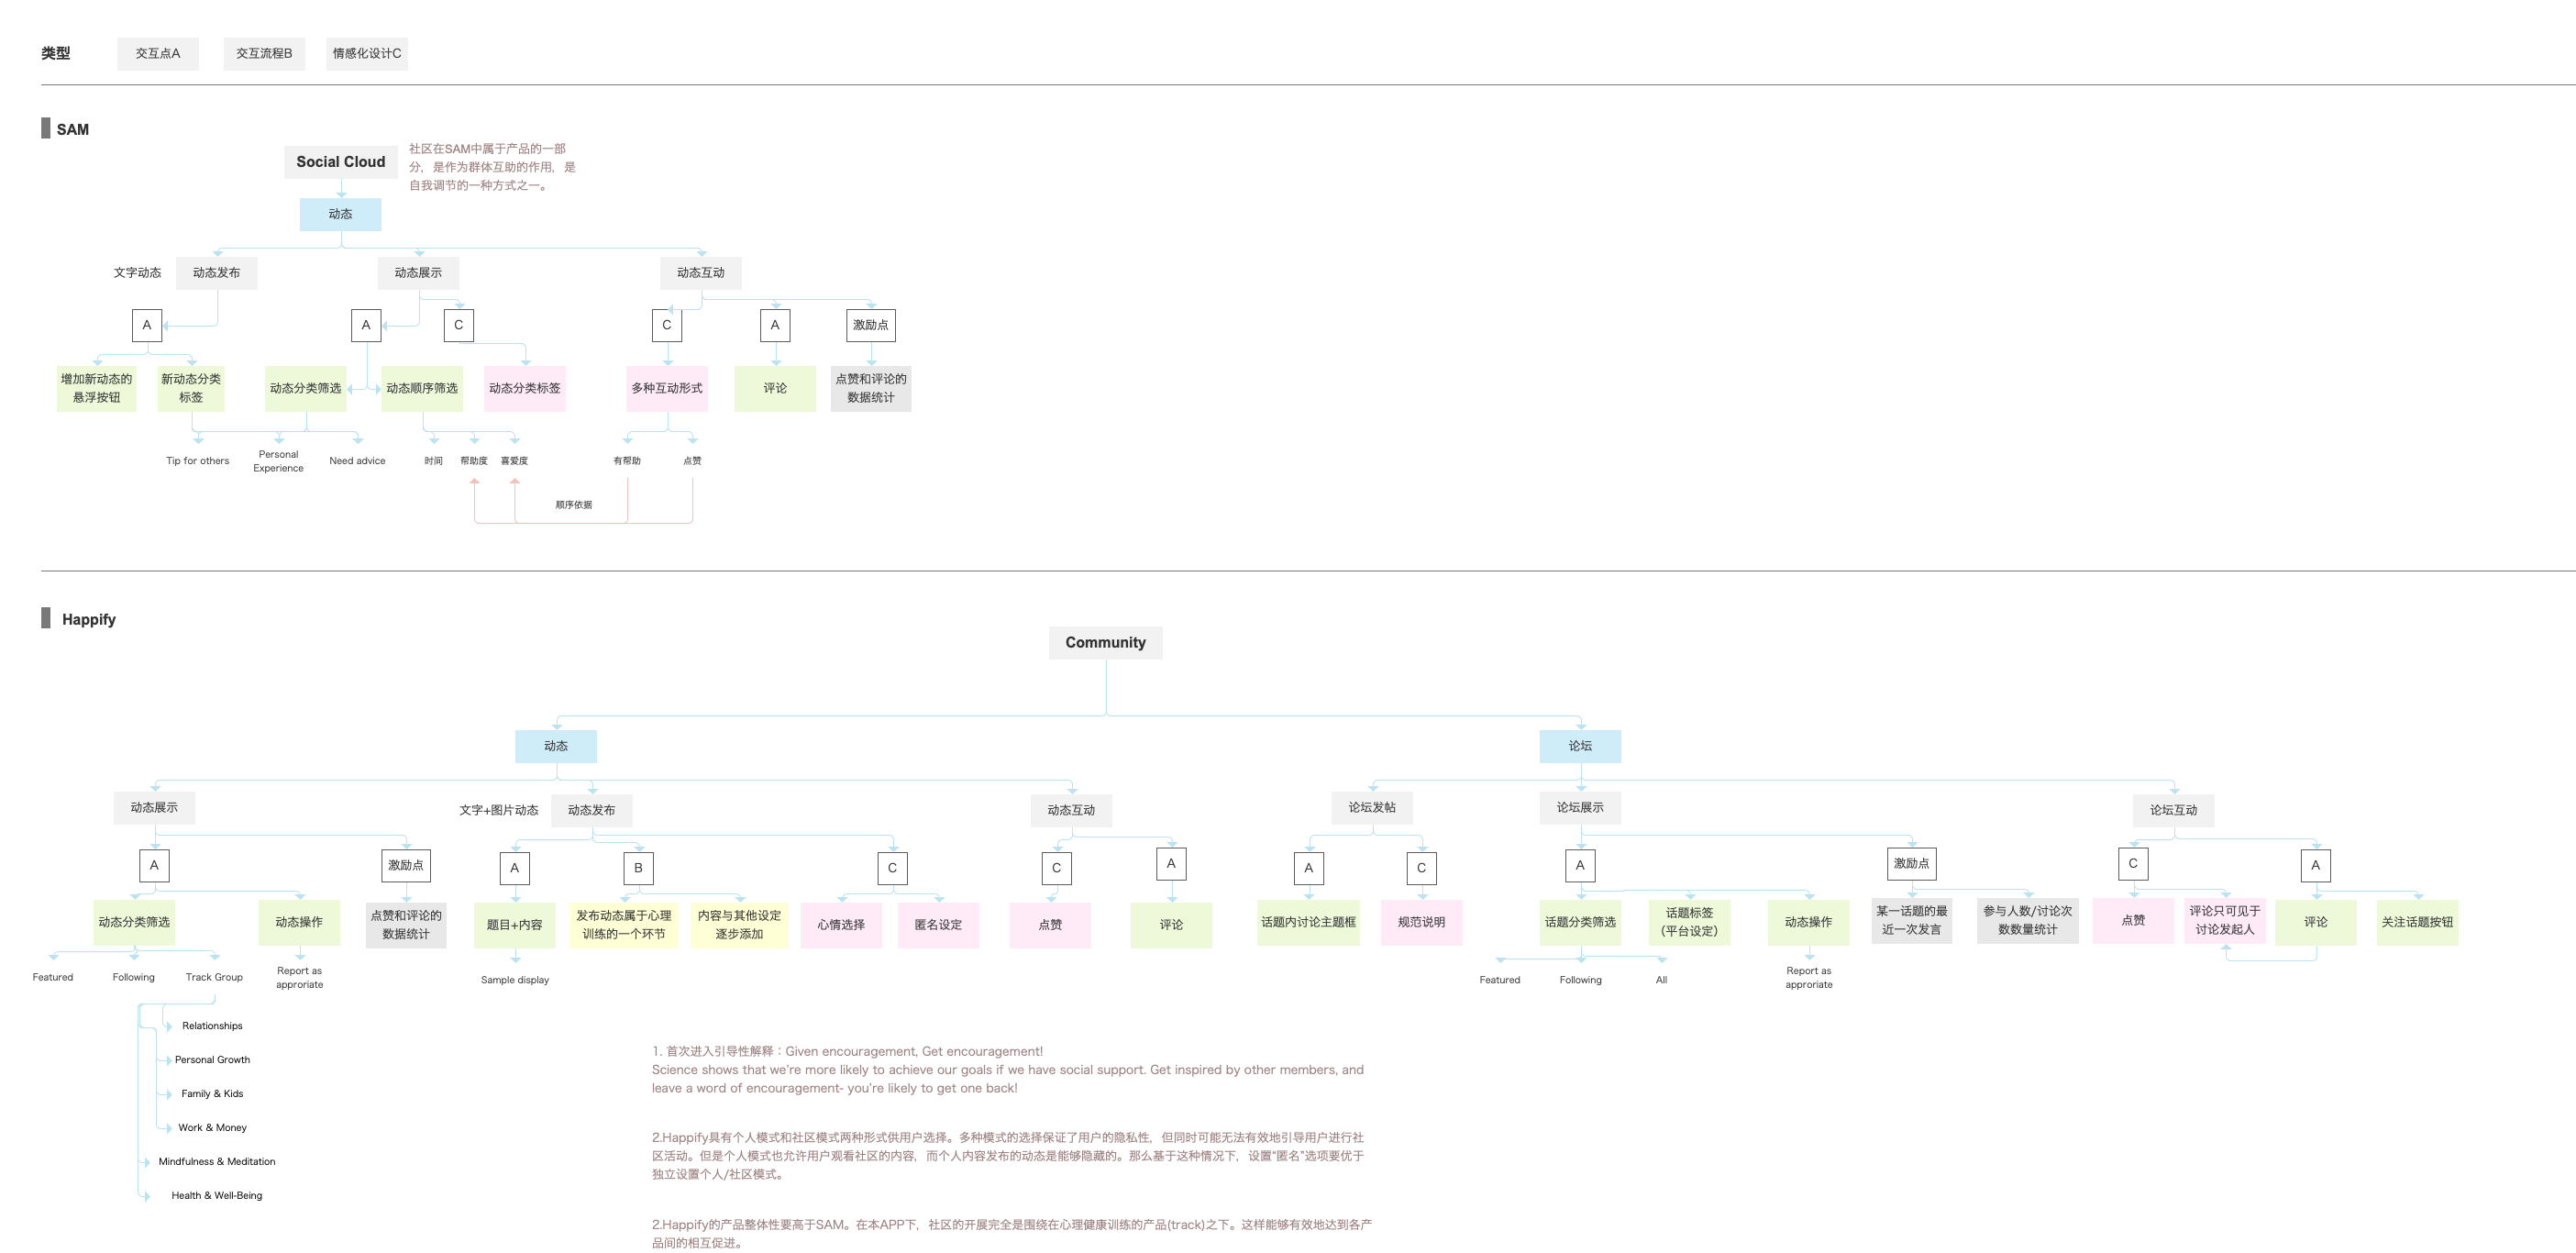 类型
交互点A
交互流程B
情感化设计C
SAM
Social Cloud
社区在SAM中属于产品的一部
分，是作为群体互助的作用，是
自我调节的一种方式之一。
动态
文字动态
动态发布
动态展示
动态互动
A
A
C
C
A
激励点
增加新动态的
悬浮按钮
新动态分类
标签
动态分类筛选
动态顺序筛选
动态分类标签
多种互动形式
评论
点赞和评论的
数据统计
Tip for others
Personal
Experience
Need advice
时间
帮助度
喜爱度
有帮助
点赞
顺序依据
Happify
Community
动态
论坛
动态展示
文字+图片动态
动态发布
动态互动
论坛发帖
论坛展示
论坛互动
A
激励点
A
B
C
C
A
A
C
A
激励点
C
A
动态分类筛选
动态操作
点赞和评论的
数据统计
题目+内容
发布动态属于心理
训练的一个环节
内容与其他设定
逐步添加
心情选择
匿名设定
点赞
评论
话题内讨论主题框
规范说明
话题分类筛选
话题标签
（平台设定）
动态操作
某一话题的最
近一次发言
参与人数/讨论次
数数量统计
点赞
评论只可见于
讨论发起人
评论
关注话题按钮
Featured
Following
Track Group
Report as
approriate
Sample display
Featured
Following
All
Report as
approriate
Relationships
Personal Growth
Family & Kids
Work & Money
Mindfulness & Meditation
Health & Well-Being
1. 首次进入引导性解释：Given encouragement, Get encouragement!
Science shows that we're more likely to achieve our goals if we have social support. Get inspired by other members, and
leave a word of encouragement- you're likely to get one back!
2.Happify具有个人模式和社区模式两种形式供用户选择。多种模式的选择保证了用户的隐私性，但同时可能无法有效地引导用户进行社
区活动。但是个人模式也允许用户观看社区的内容，而个人内容发布的动态是能够隐藏的。那么基于这种情况下，设置“匿名”选项要优于
独立设置个人/社区模式。
2.Happify的产品整体性要高于SAM。在本APP下，社区的开展完全是围绕在心理健康训练的产品(track)之下。这样能够有效地达到各产
品间的相互促进。